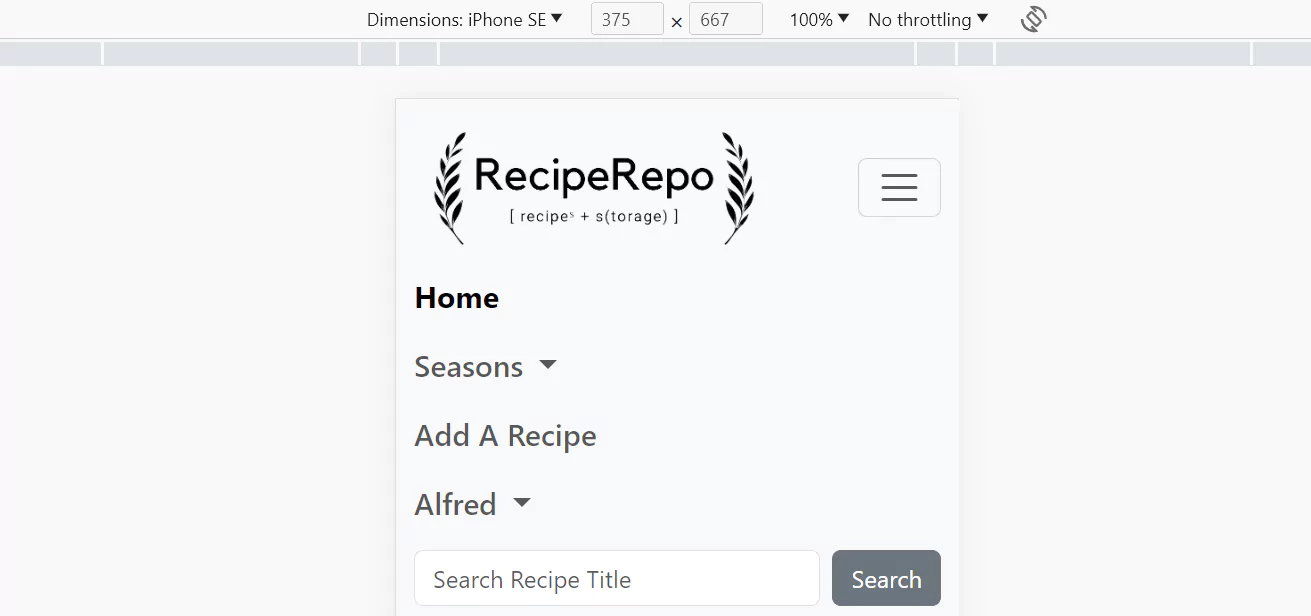 Dimensions: iPhone SE 375 × 667 100% No throttling
RecipeRepo
[ recipeˢ + s(torage) ]
Home
Seasons
Add A Recipe
Alfred
Search Recipe Title Search